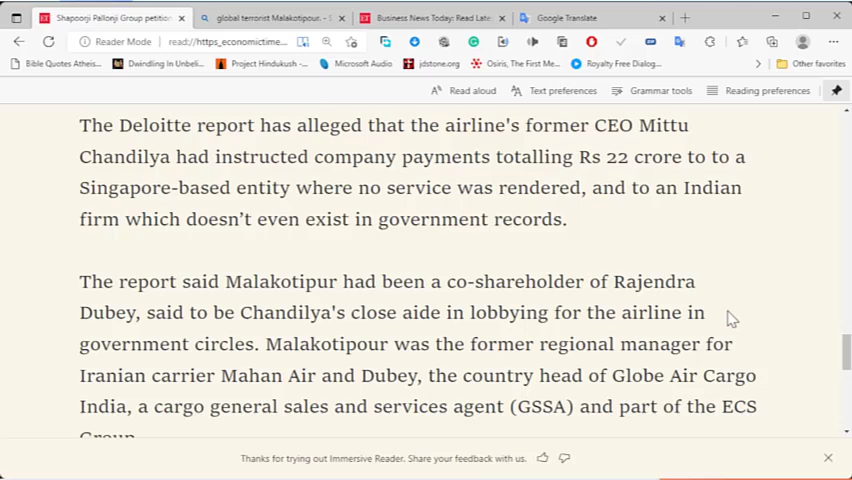 Shapoorji Pallonji Group petition
global terrorist Malakotipour. - S
Business News Today: Read Late
Google Translate
Reader Mode
read://https_economictime...
Bible Quotes Atheis...
Dwindling In Unbeli...
Project Hindukush -...
Microsoft Audio
jdstone.org
Osiris, The First Me...
Royalty Free Dialog...
Other favorites
Read aloud
Text preferences
Grammar tools
Reading preferences
The Deloitte report has alleged that the airline's former CEO Mittu
Chandilya had instructed company payments totalling Rs 22 crore to to a
Singapore-based entity where no service was rendered, and to an Indian
firm which doesn't even exist in government records.
The report said Malakotipur had been a co-shareholder of Rajendra
Dubey, said to be Chandilya's close aide in lobbying for the airline in
government circles. Malakotipour was the former regional manager for
Iranian carrier Mahan Air and Dubey, the country head of Globe Air Cargo
India, a cargo general sales and services agent (GSSA) and part of the ECS
Group
Thanks for trying out Immersive Reader. Share your feedback with us.